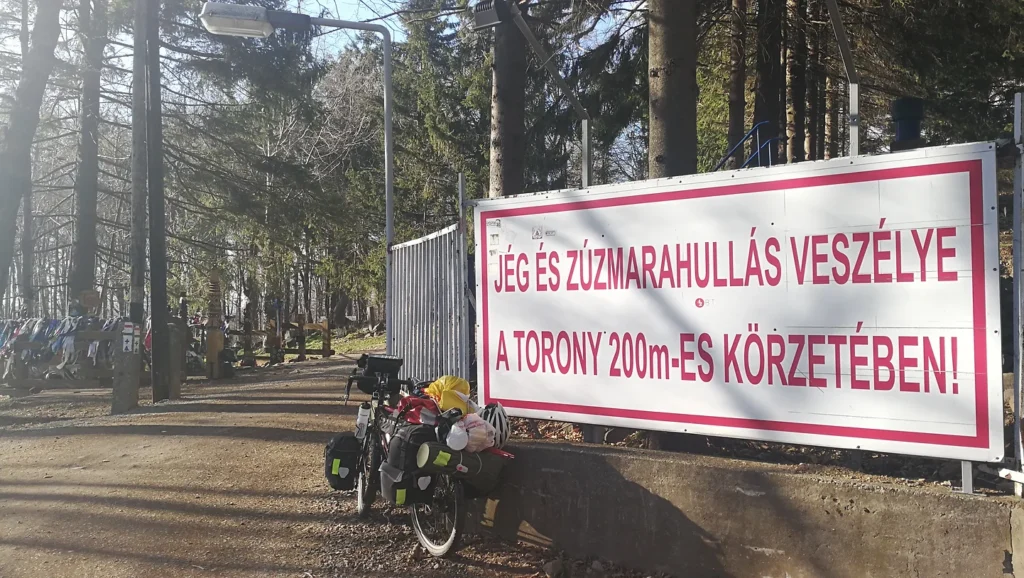 JÉG ÉS ZÚZMARAHULLÁS VESZÉLYE
A TORONY 200m-ES KÖRZETÉBEN!